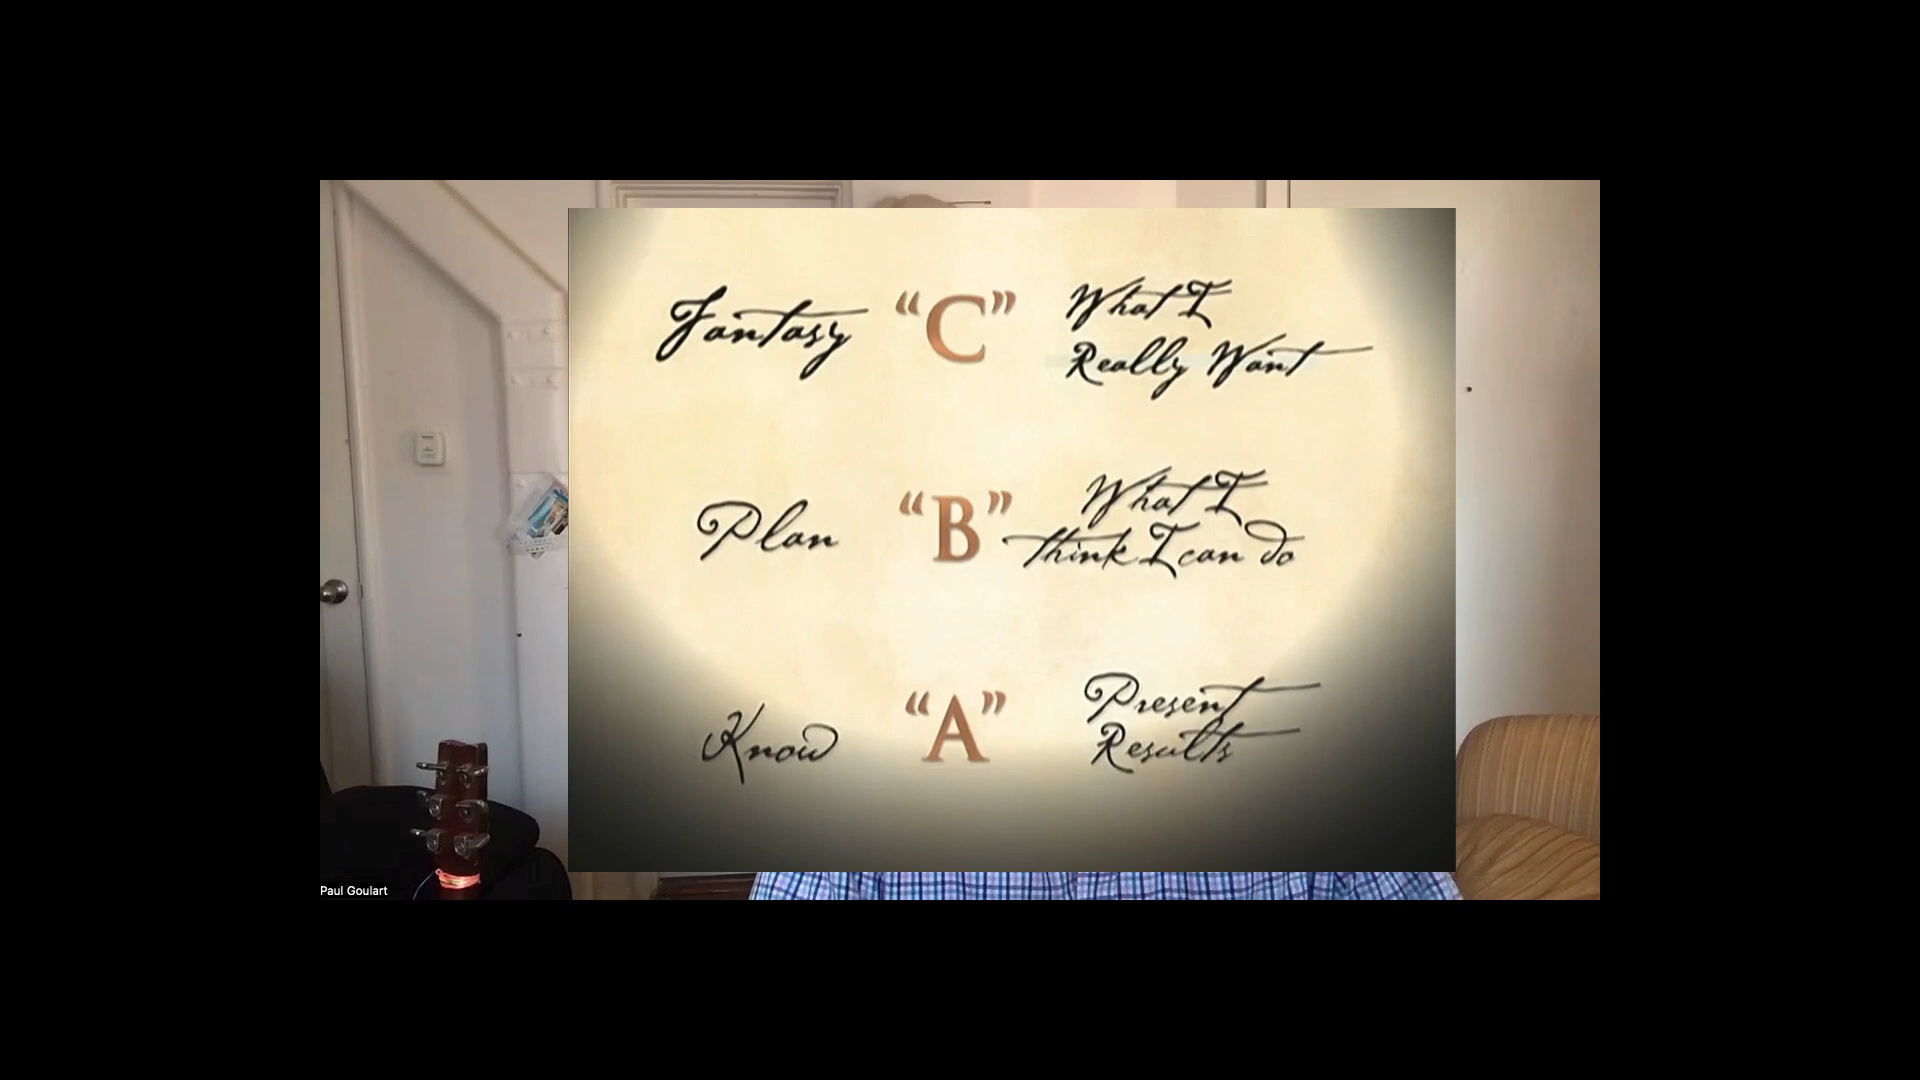 Fantasy "C" What I
Really Want
Plan "B" What I
think I can do
Know "A" Present
Results
Paul Goulart